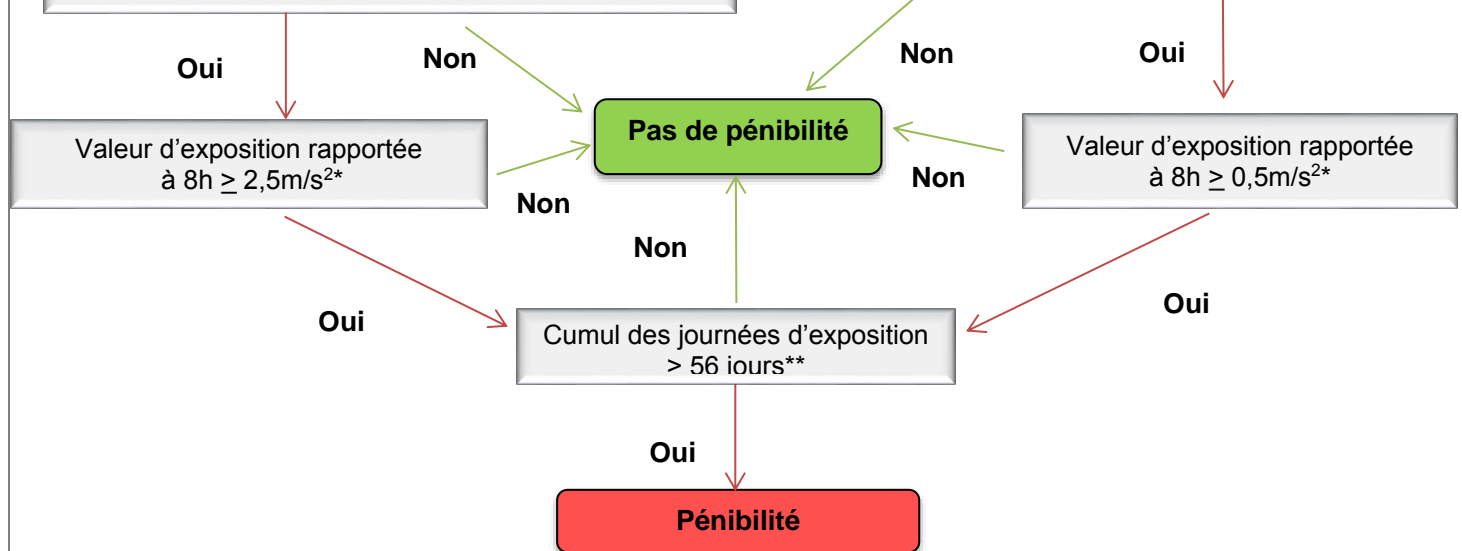 Non
Non
Oui
Oui
Pas de pénibilité
Valeur d’exposition rapportée
à 8h ≥ 2,5m/s²*
Valeur d’exposition rapportée
à 8h ≥ 0,5m/s²*
Non
Non
Non
Oui
Oui
Cumul des journées d’exposition
> 56 jours**
Oui
Pénibilité